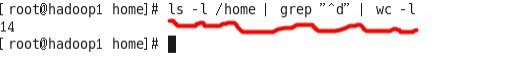 [ root@hadoop1 home]# ls -l /home | grep "^d" | wc -l
14
[ root@hadoop1 home]#